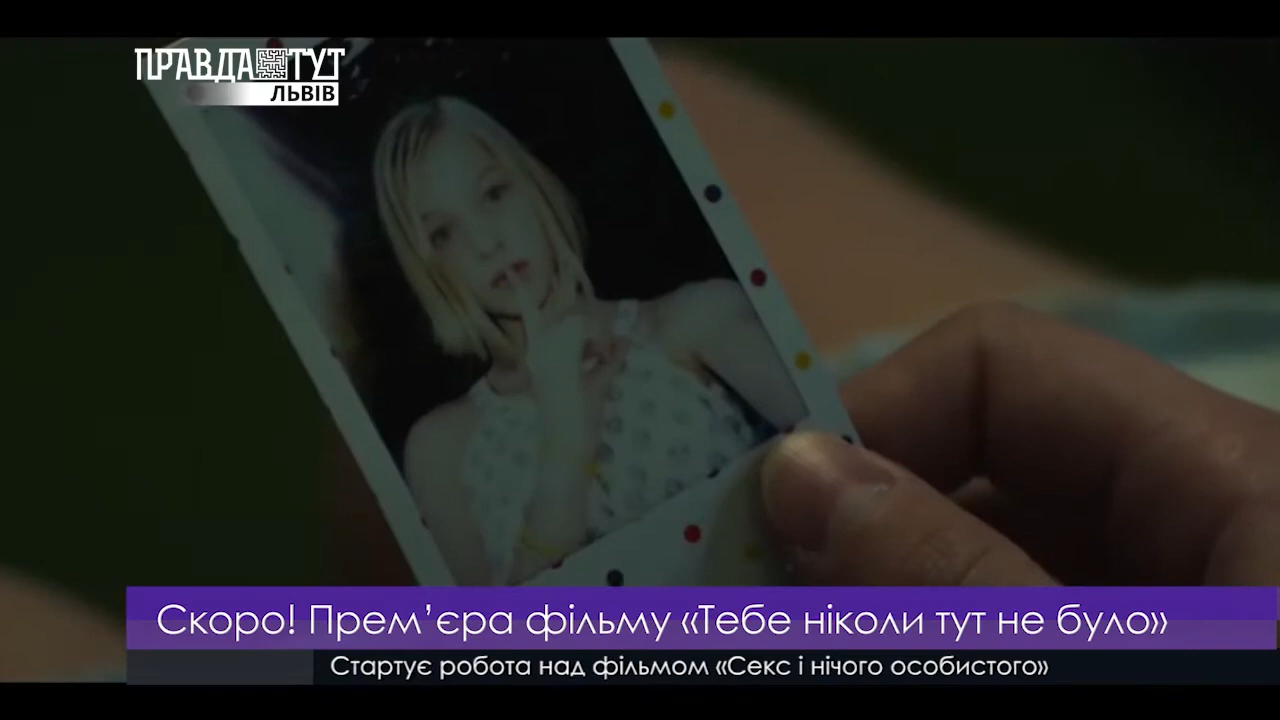 ПРАВДА ТУТ
ЛЬВІВ
Скоро! Прем’єра фільму «Тебе ніколи тут не було»
Стартує робота над фільмом «Секс і нічого особистого»